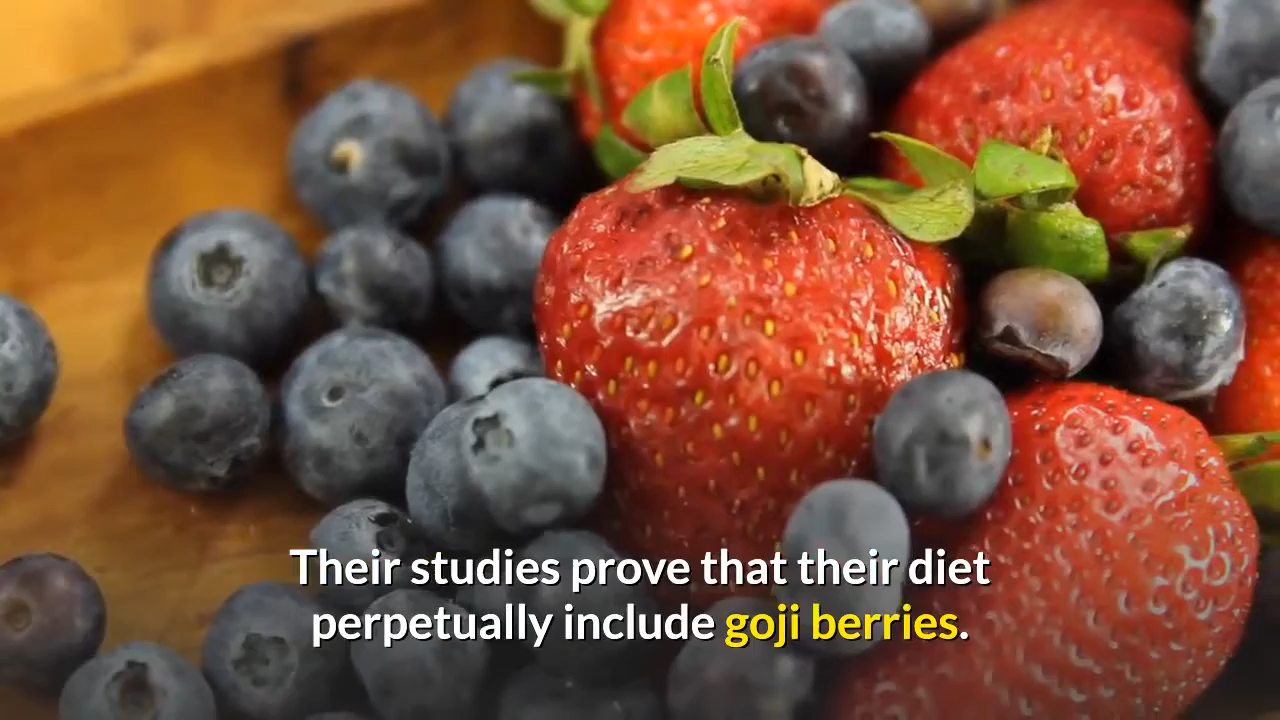 Their studies prove that their diet
perpetually include goji berries.